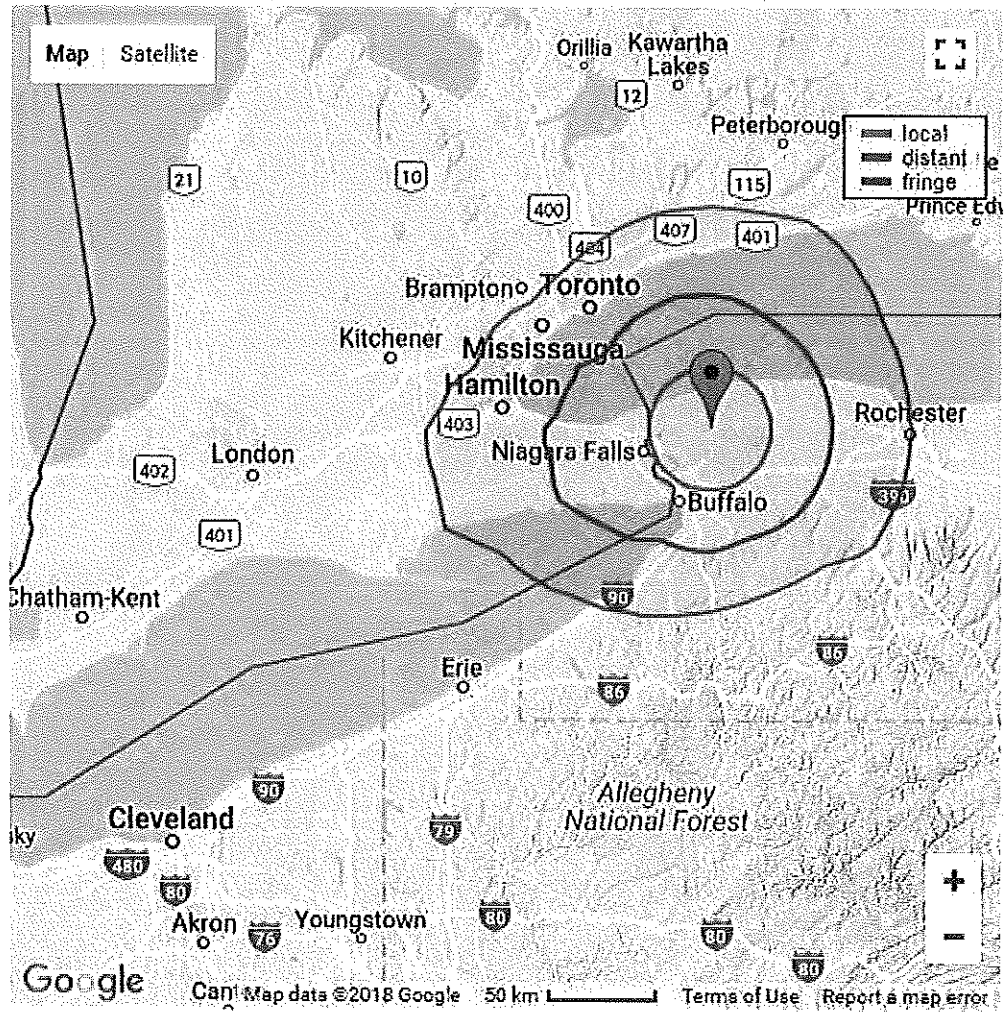 Map Satellite
Orillia
Kawartha
Lakes
12
Peterboroug
local
distant
fringe
e
21
10
115
Prince Edv
400
407
401
404
Brampton
Toronto
Kitchener
Mississauga
Hamilton
403
Rochester
Niagara Falls
London
402
390
Buffalo
401
90
Chatham-Kent
86
Erie
86
90
Allegheny
National Forest
Cleveland
79
sky
480
80
+
Akron
76
Youngstown
80
80
−
80
Google
Cant
Map data ©2018 Google 50 km Terms of Use Report a map error